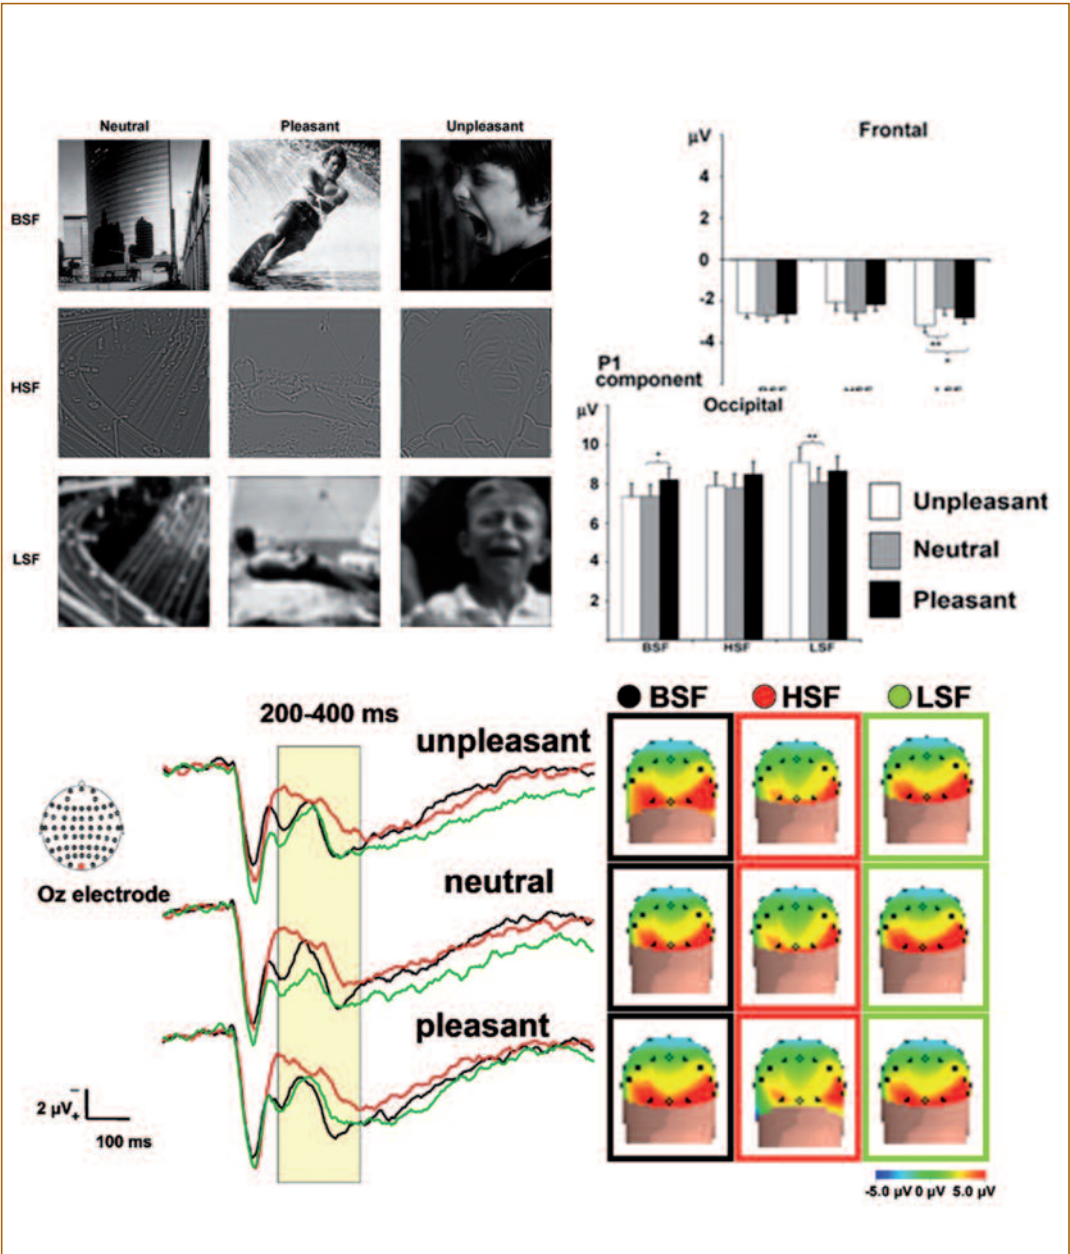 Neutral Pleasant Unpleasant
BSF
HSF
LSF
µV Frontal
4
2
0
-2
-4
**
*
P1
component
µV Occipital
10
8
6
4
2
*
**
BSF HSF LSF
Unpleasant
Neutral
Pleasant
200-400 ms
unpleasant
neutral
pleasant
Oz electrode
−
2 µV
+
100 ms
BSF HSF LSF
-5.0 µV 0 µV 5.0 µV